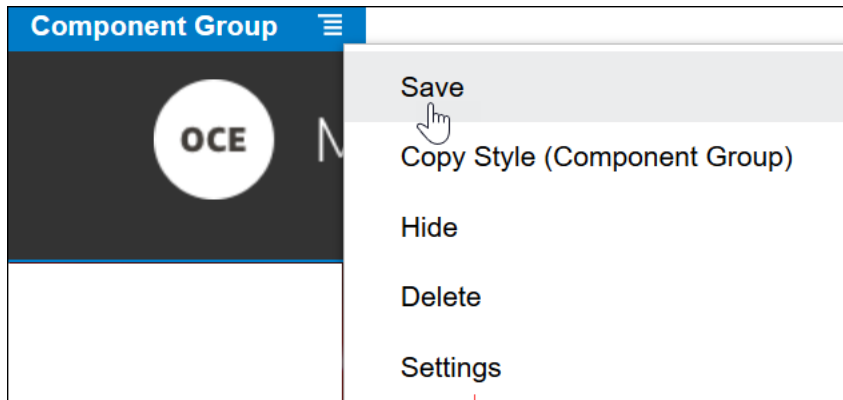 Component Group
Save
OCE M
Copy Style (Component Group)
Hide
Delete
Settings